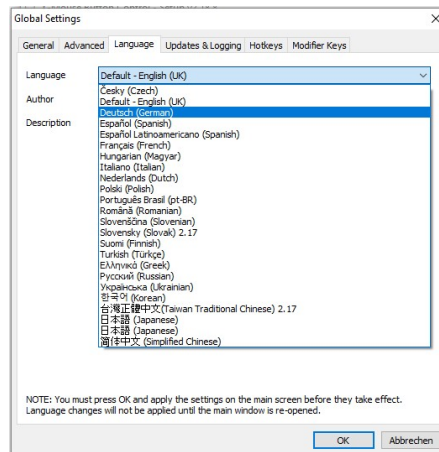 Global Settings
General Advanced Language Updates & Logging Hotkeys Modifier Keys
Language Default - English (UK)
Author
Description
Česky (Czech)
Default - English (UK)
Deutsch (German)
Español (Spanish)
Español Latinoamericano (Spanish)
Français (French)
Hungarian (Magyar)
Italiano (Italian)
Nederlands (Dutch)
Polski (Polish)
Português Brasil (pt-BR)
Română (Romanian)
Slovenščina (Slovenian)
Slovensky (Slovak) 2.17
Suomi (Finnish)
Turkish (Türkçe)
Ελληνικά (Greek)
Русский (Russian)
Українська (Ukrainian)
한국어 (Korean)
台灣正體中文(Taiwan Traditional Chinese) 2.17
日本語 (Japanese)
日本語 (Japanese)
简体中文 (Simplified Chinese)
NOTE: You must press OK and apply the settings on the main screen before they take effect.
Language changes will not be applied until the main window is re-opened.
OK Abbrechen